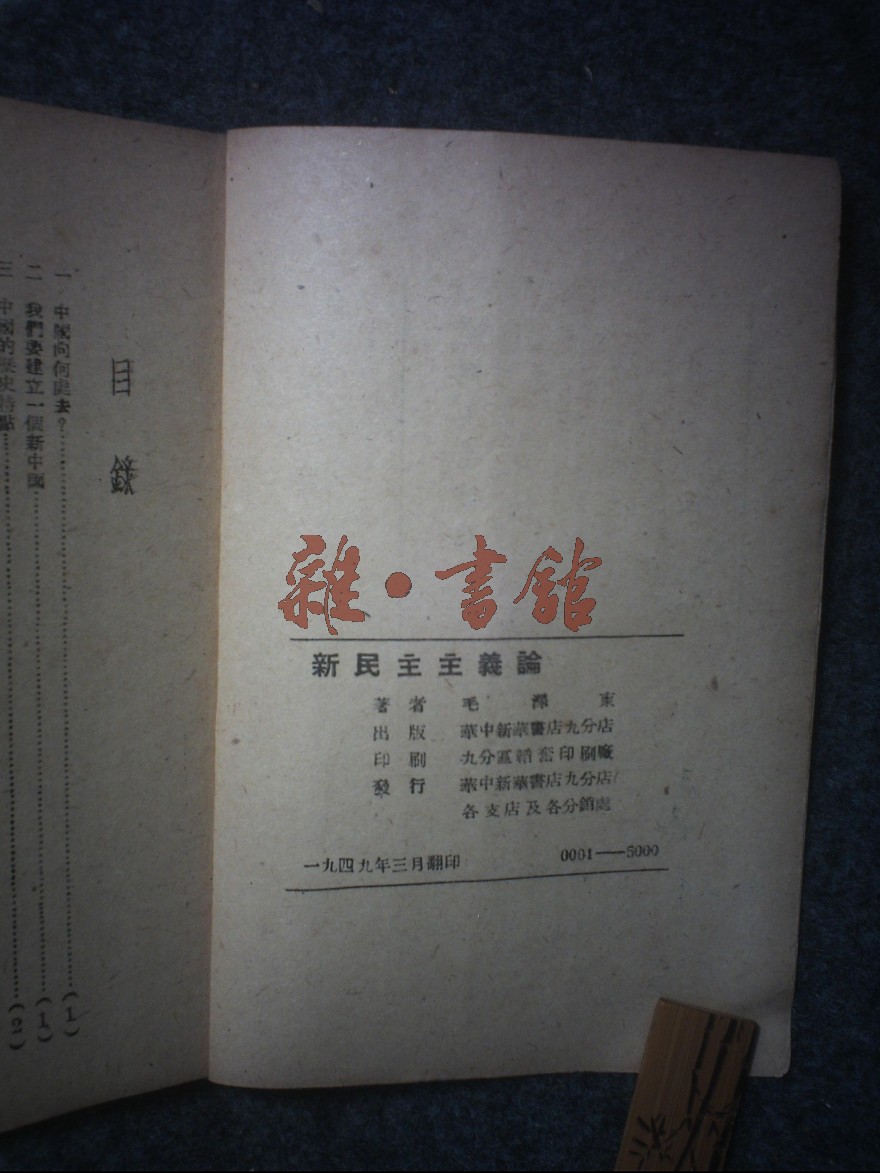 雜·書館
新民主主義論
著者 毛澤東
出版 華中新華書店九分店
印刷 九分區韜奮印刷廠
發行 華中新華書店九分店
各支店及各分銷處
一九四九年三月翻印 0001——5000
目錄
一 中國向何處去?……(1)
二 我們要建立一個新中國……(1)
三 中國的歷史特點……(2)